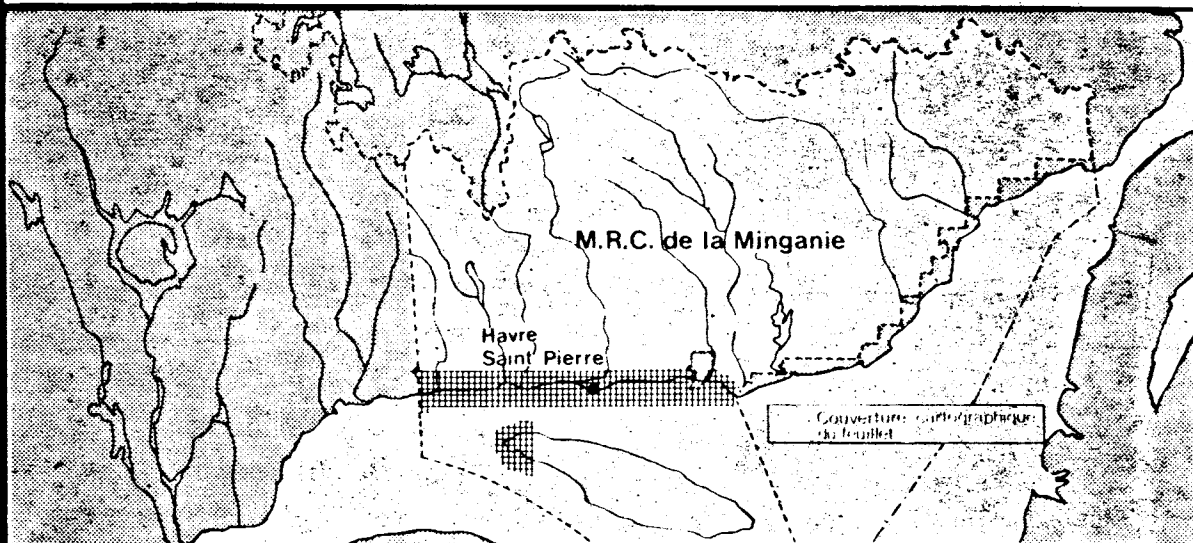 M.R.C. de la Minganie
Havre
Saint Pierre
Couverture cartographique
du feuillet